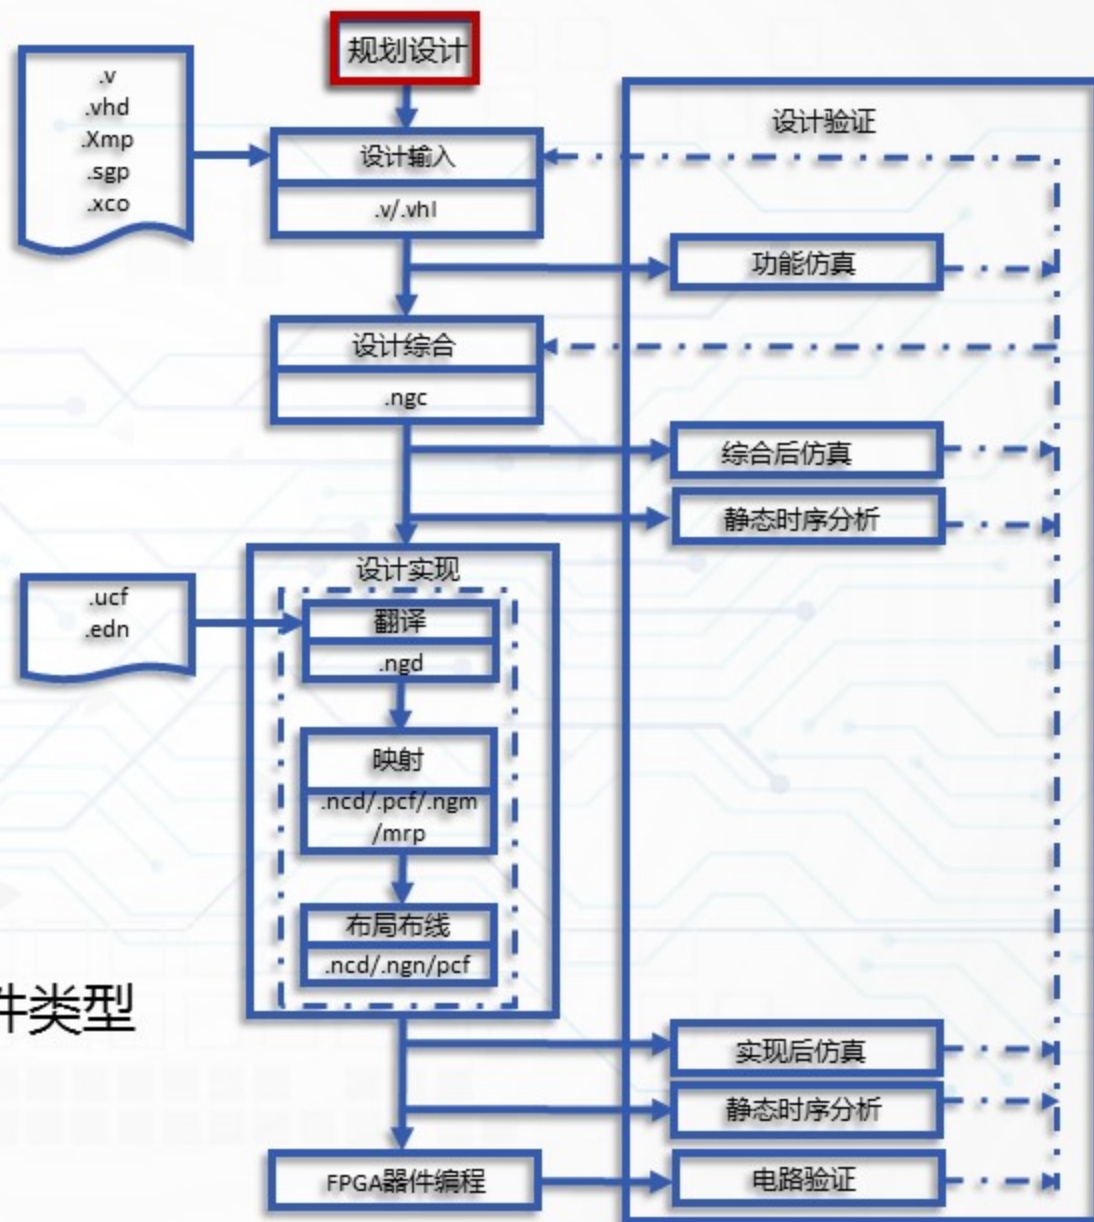 规划设计
.v
.vhd
.Xmp
.sgp
.xco
设计输入
.v/.vhl
设计验证
功能仿真
设计综合
.ngc
综合后仿真
静态时序分析
.ucf
.edn
设计实现
翻译
.ngd
映射
.ncd/.pcf/.ngm
/mrp
布局布线
.ncd/.ngn/pcf
件类型
实现后仿真
静态时序分析
FPGA器件编程
电路验证